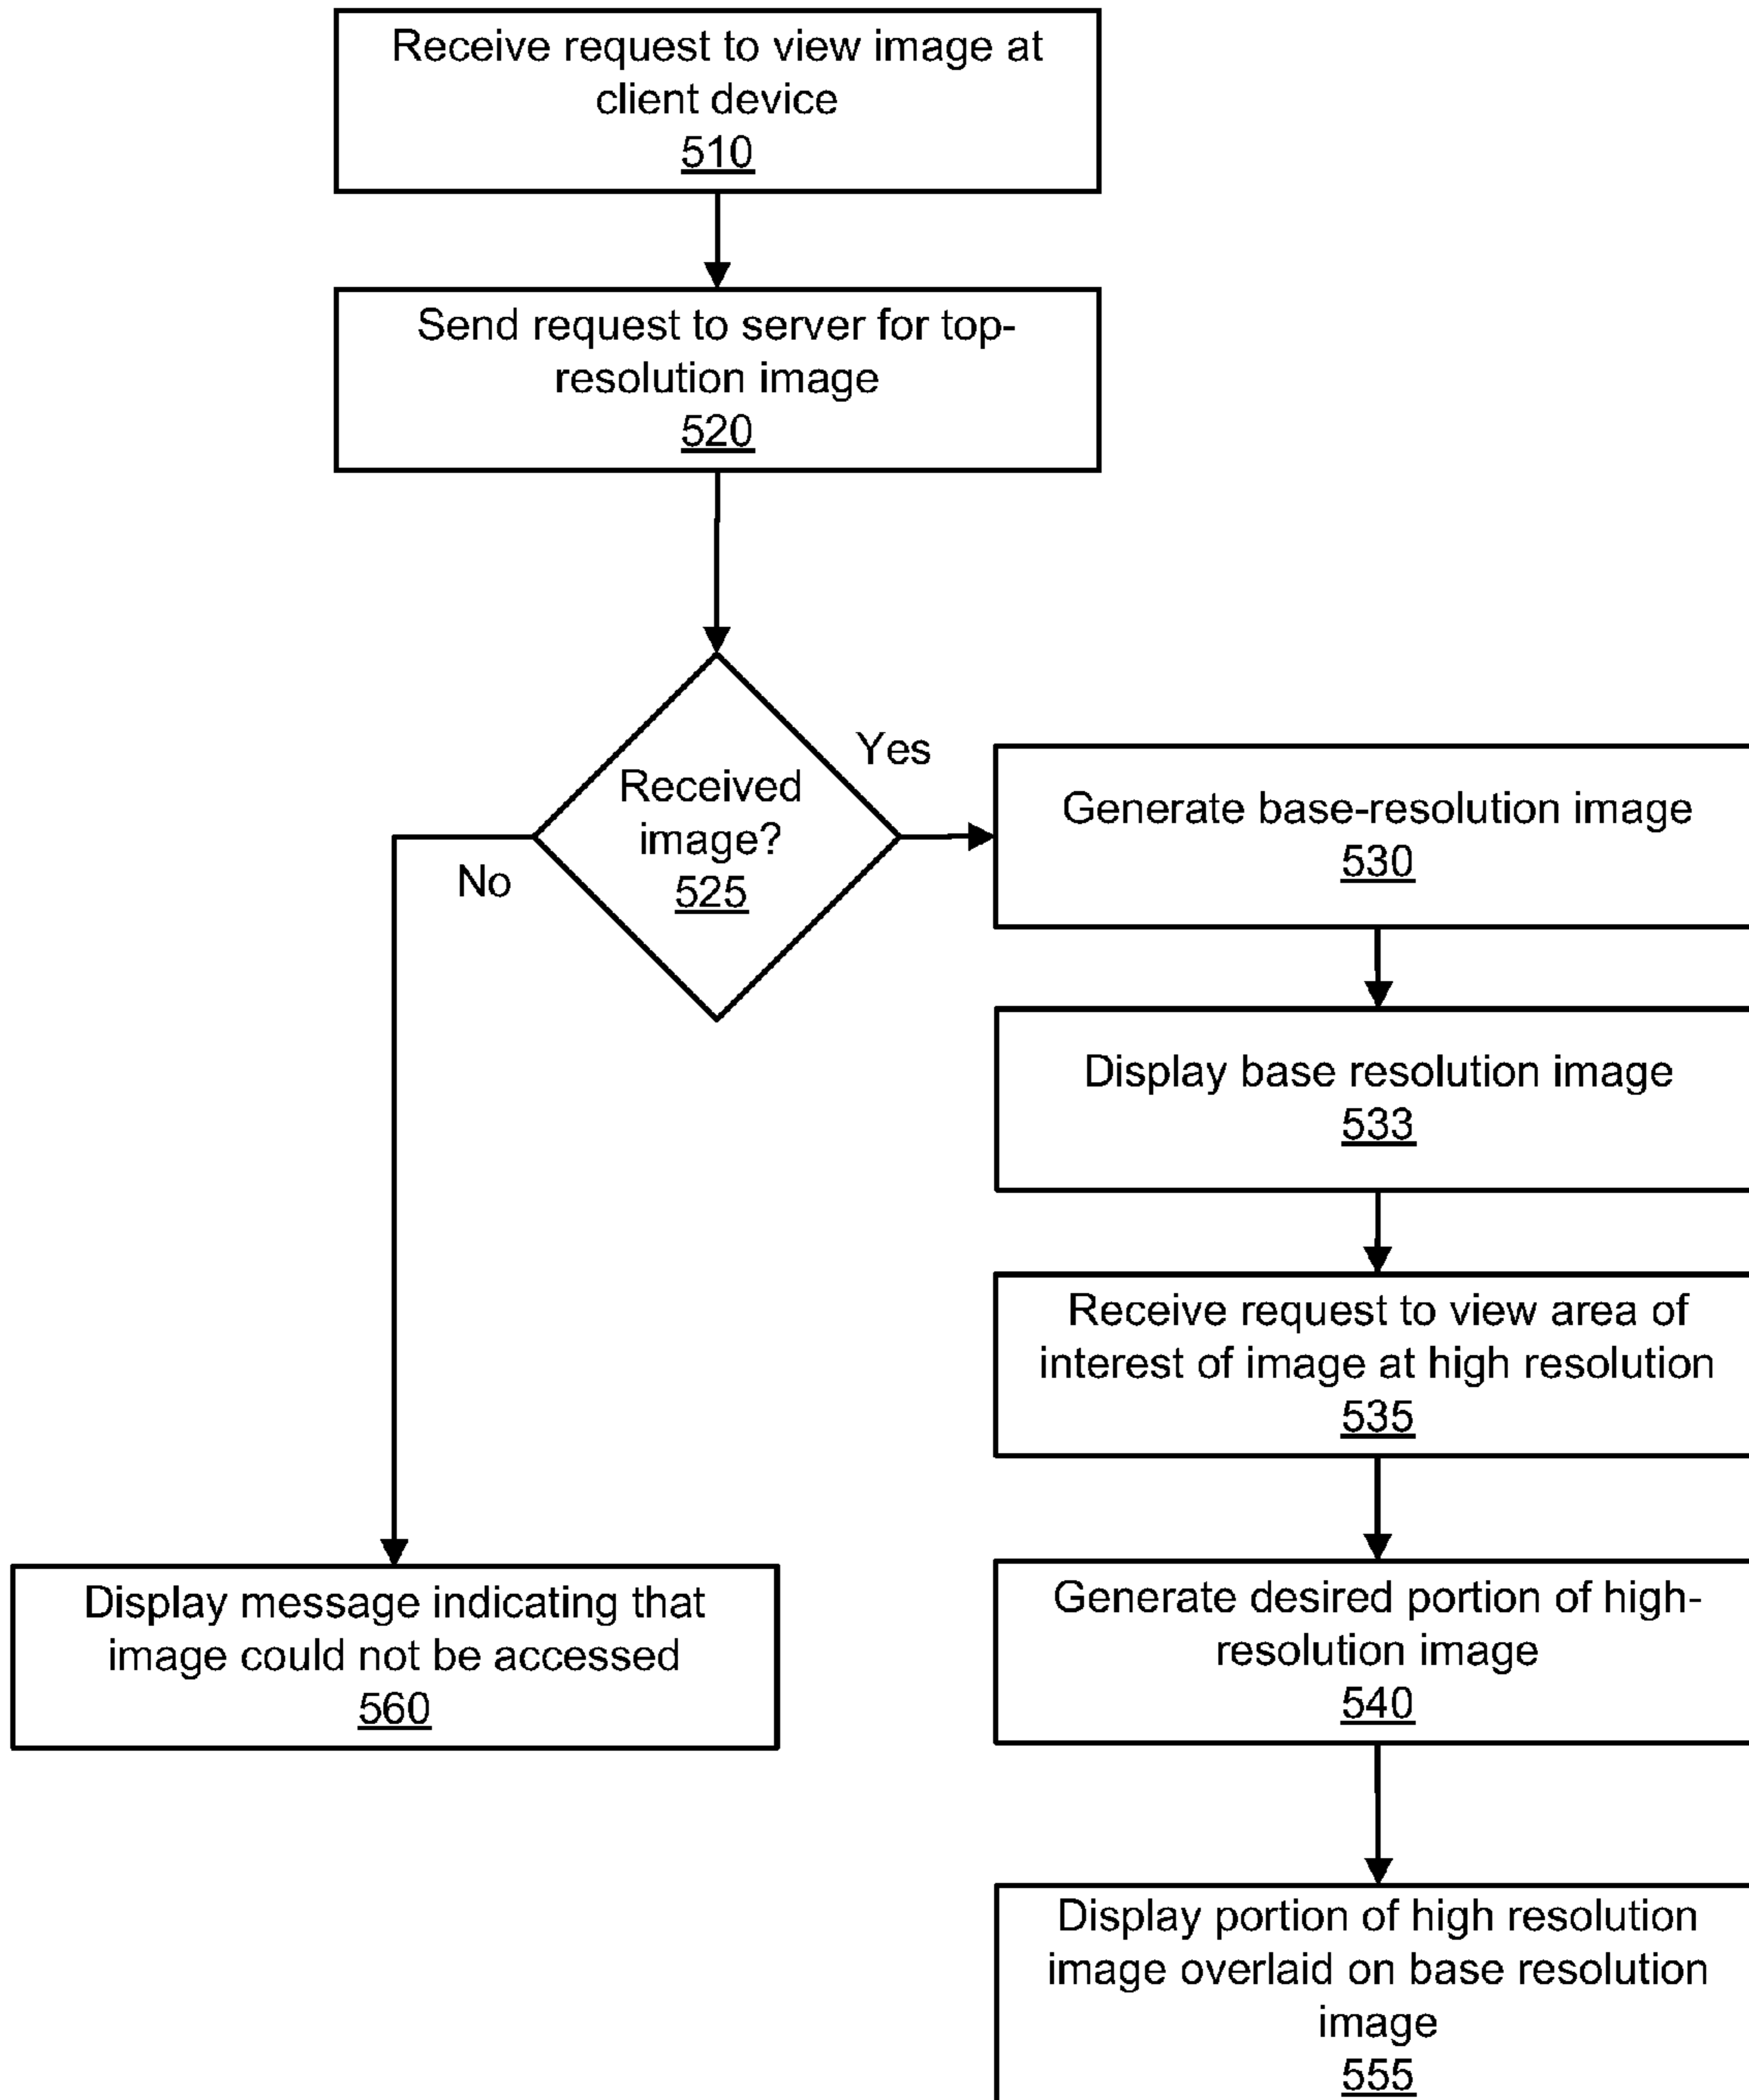 Receive request to view image at
client device
510
Send request to server for top-
resolution image
520
Received
image?
525
Yes
No
Generate base-resolution image
530
Display base resolution image
533
Receive request to view area of
interest of image at high resolution
535
Generate desired portion of high-
resolution image
540
Display message indicating that
image could not be accessed
560
Display portion of high resolution
image overlaid on base resolution
image
555